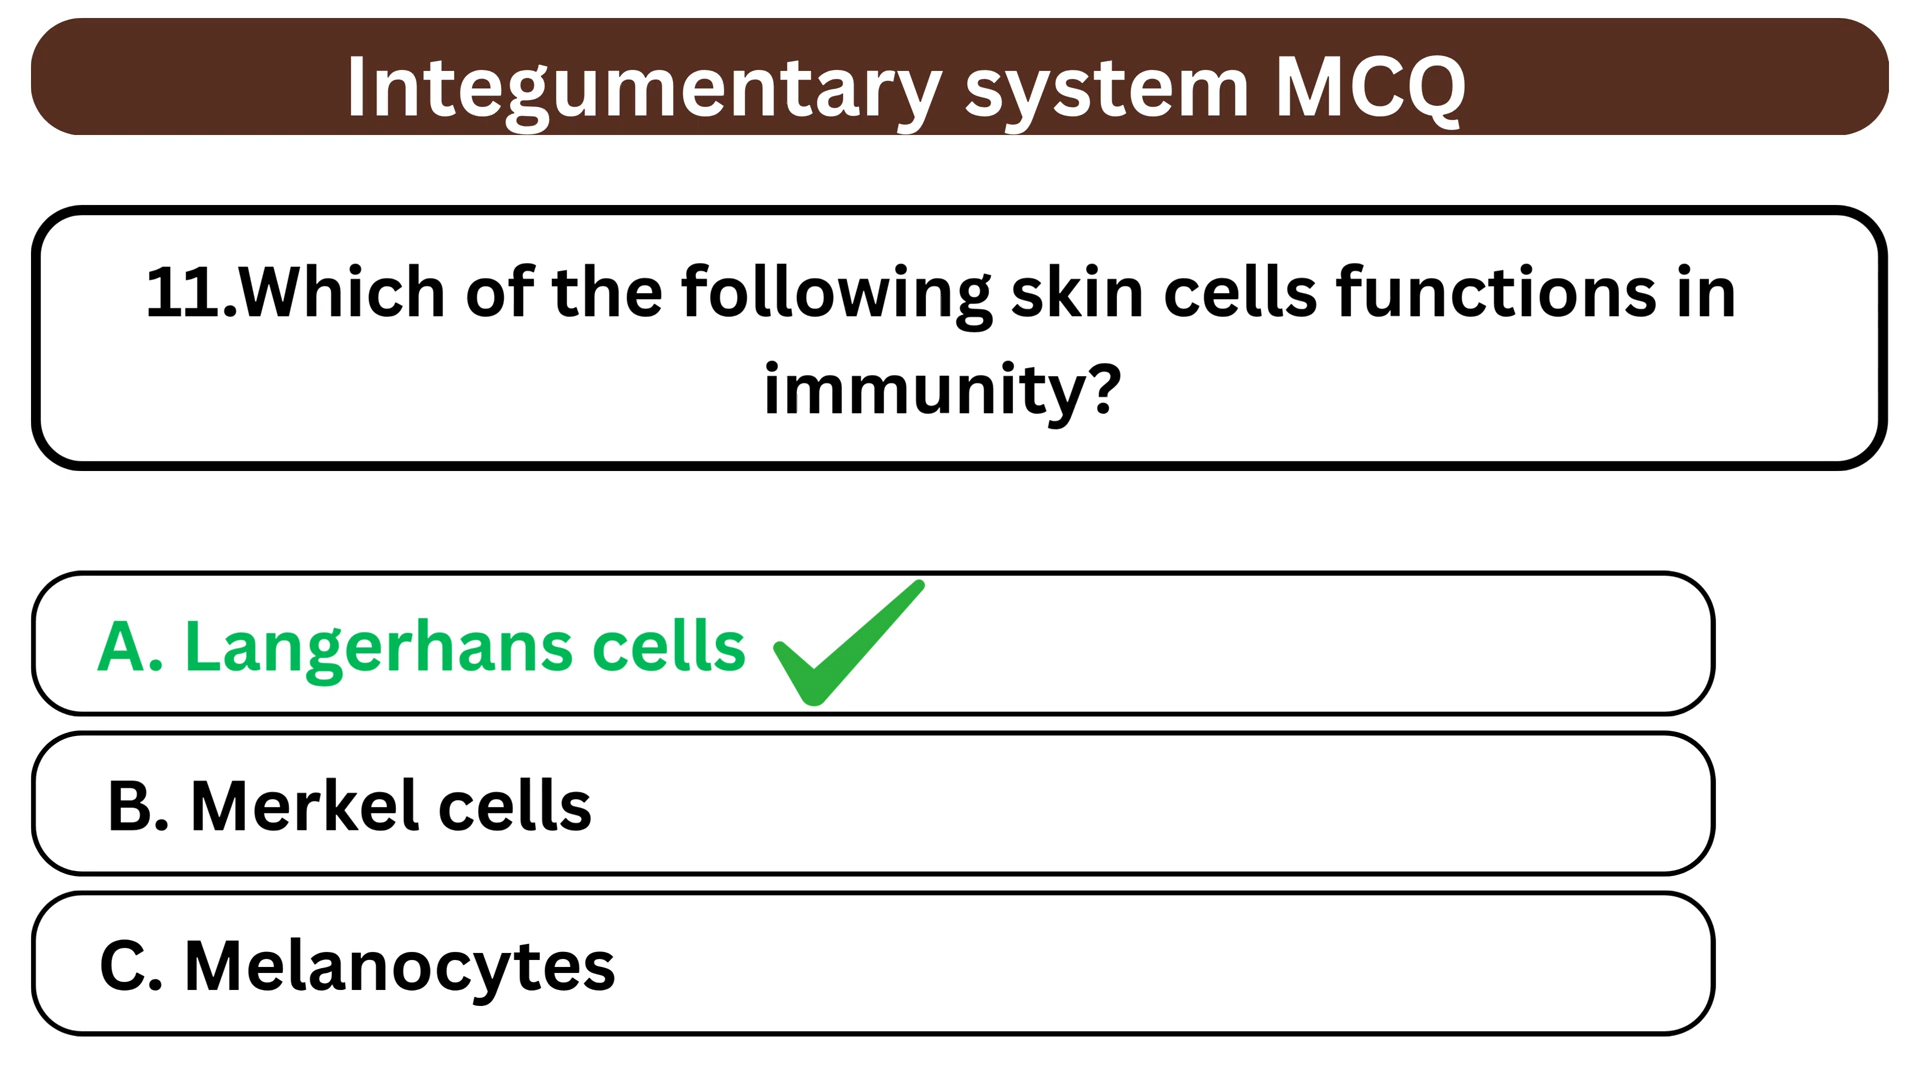 Integumentary system MCQ
11.Which of the following skin cells functions in
immunity?
A. Langerhans cells
B. Merkel cells
C. Melanocytes